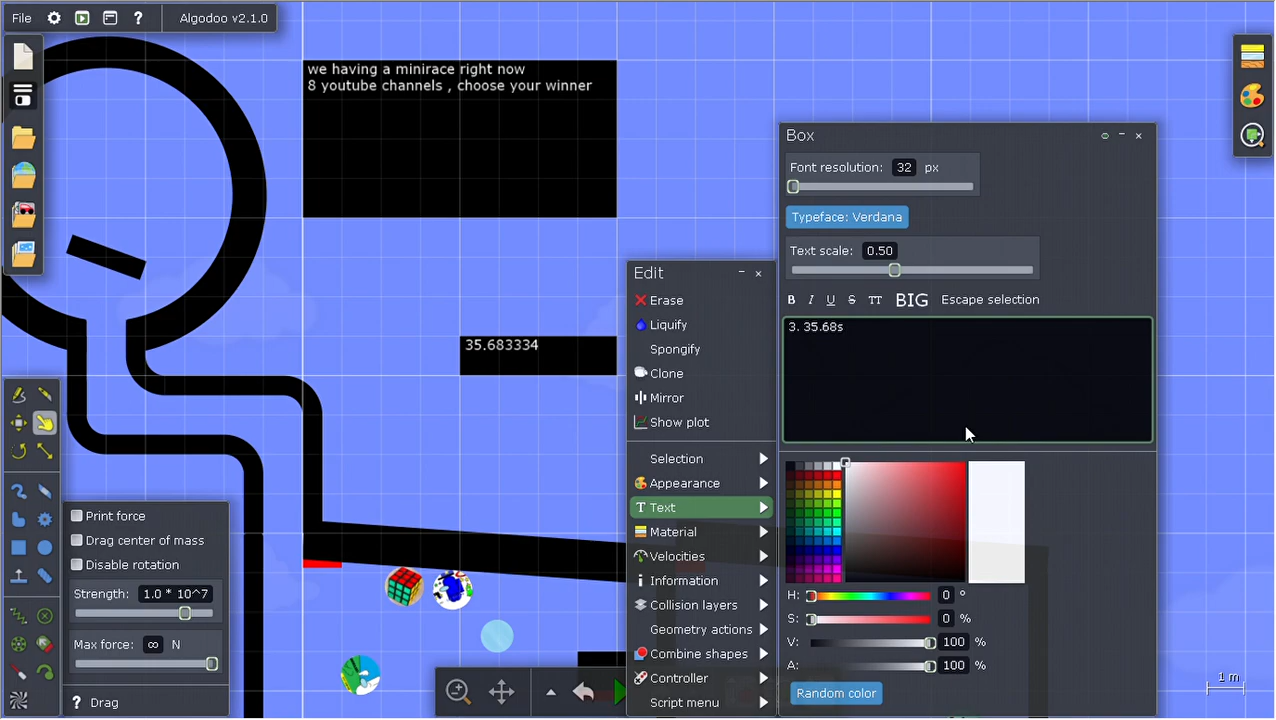 File
?
Algodoo v2.1.0
we having a minirace right now
8 youtube channels , choose your winner
35.683334
Edit
Erase
Liquify
Spongify
Clone
Mirror
Show plot
Selection
Appearance
T Text
Material
Velocities
Information
Collision layers
Geometry actions
Combine shapes
Controller
Script menu
Box
Font resolution: 32 px
Typeface: Verdana
Text scale: 0.50
B I U S TT BIG Escape selection
3. 35.68s
H: 0 °
S: 0 %
V: 100 %
A: 100 %
Random color
Print force
Drag center of mass
Disable rotation
Strength: 1.0 * 10^7
Max force: ∞ N
? Drag
1 m